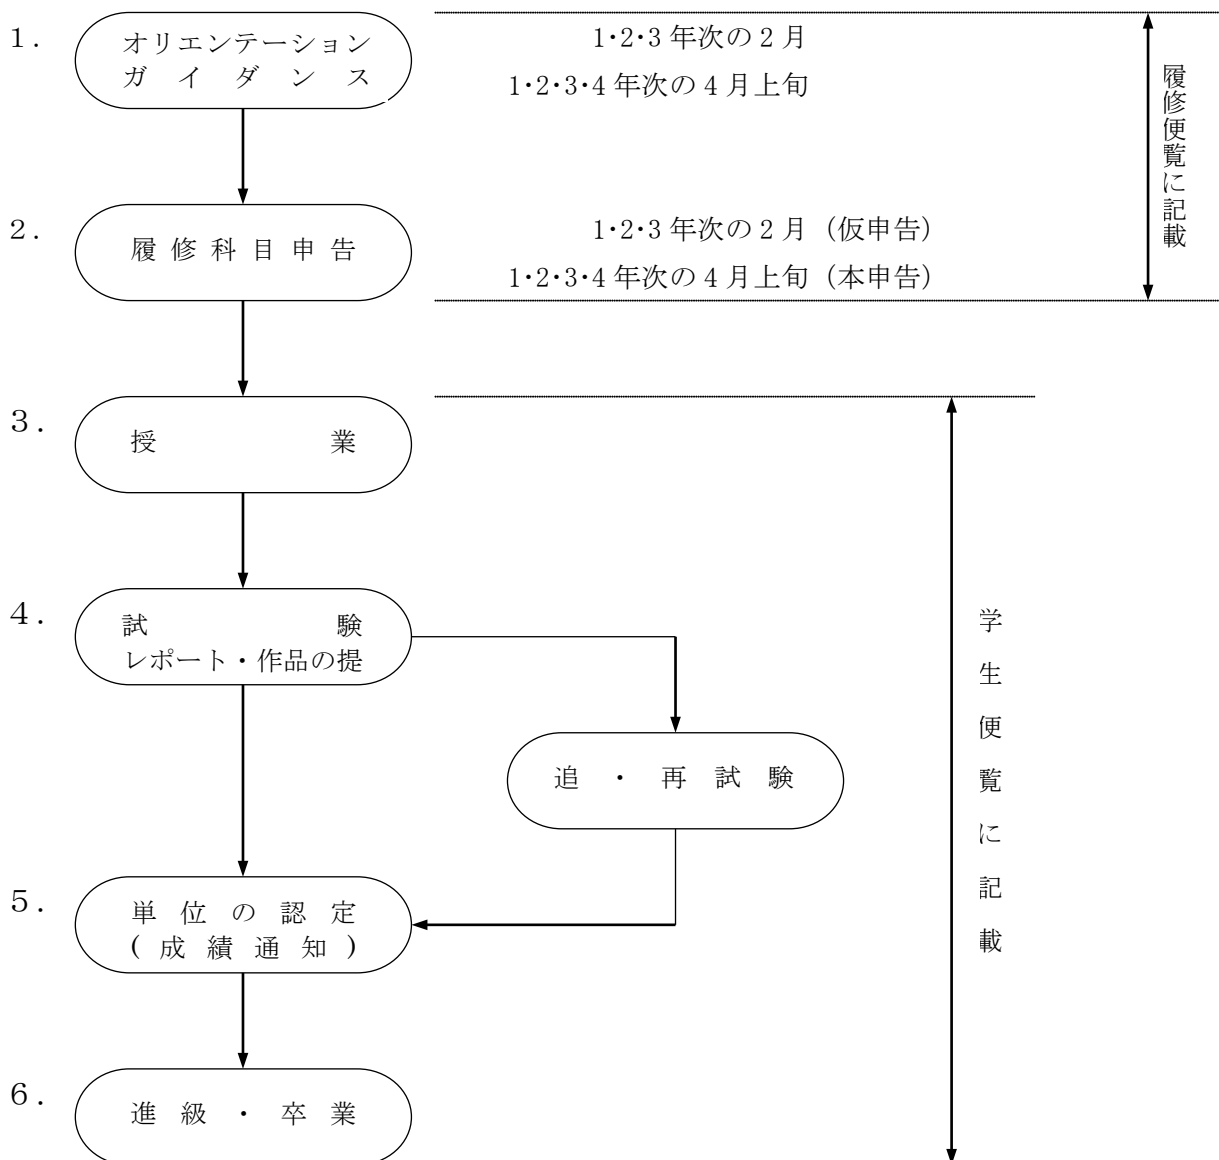 1. オリエンテーション
ガイダンス
1・2・3 年次の 2 月
1・2・3・4 年次の 4 月上旬
履修便覧に記載
2. 履修科目申告
1・2・3 年次の 2 月（仮申告）
1・2・3・4 年次の 4 月上旬（本申告）
3. 授業
4. 試験
レポート・作品の提
追・再試験
学生便覧に記載
5. 単位の認定
(成績通知)
6. 進級・卒業